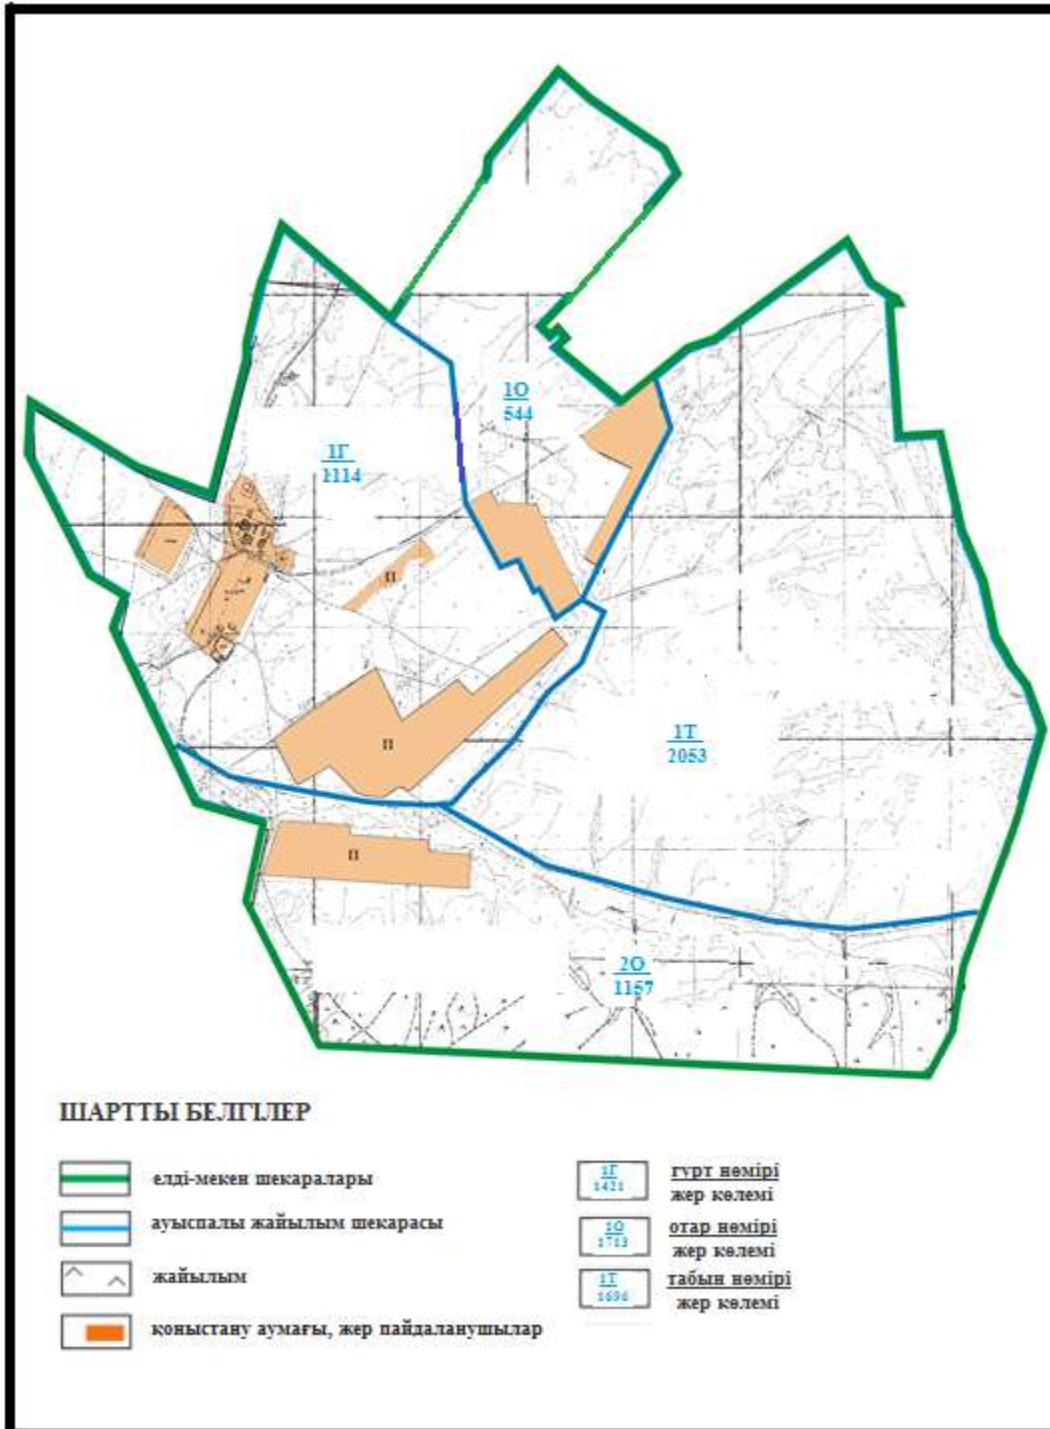 1О
544
1Г
1114
П
1Т
2053
П
П
2О
1157
ШАРТТЫ БЕЛГІЛЕР
елді-мекен шекаралары
ауыспалы жайылым шекарасы
жайылым
қоныстану аумағы, жер пайдаланушылар
1Г
1421
гурт нөмірі
жер көлемі
1О
1713
отар нөмірі
жер көлемі
1Т
1696
табын нөмірі
жер көлемі